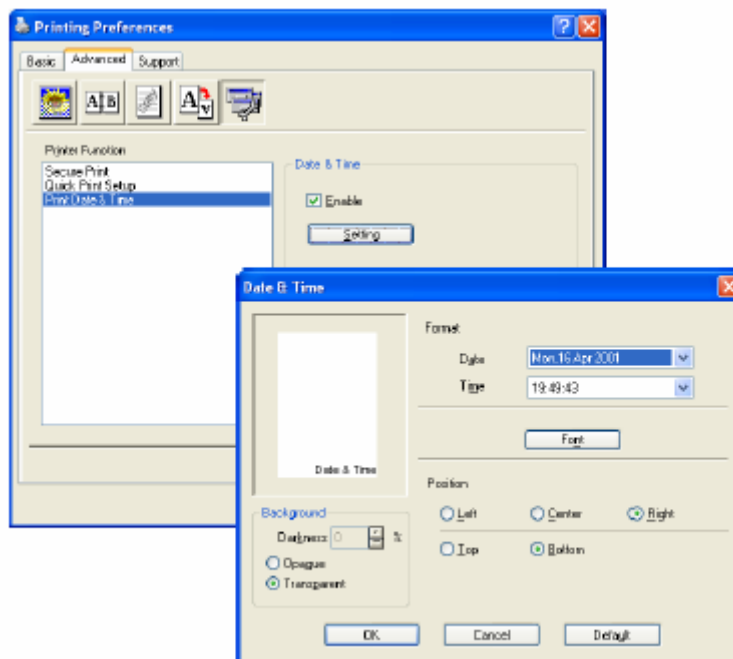 Printing Preferences
Basic Advanced Support
A B A v
Printer Function
Secure Print
Quick Print Setup
Print Date & Time
Date & Time
Enable
Setting
Date & Time
Date & Time
Format
Date Mon.16 Apr 2001
Time 19:49:43
Font
Position
Left Center Right
Top Bottom
Background
Darkness 0 %
Opaque
Transparent
OK Cancel Default